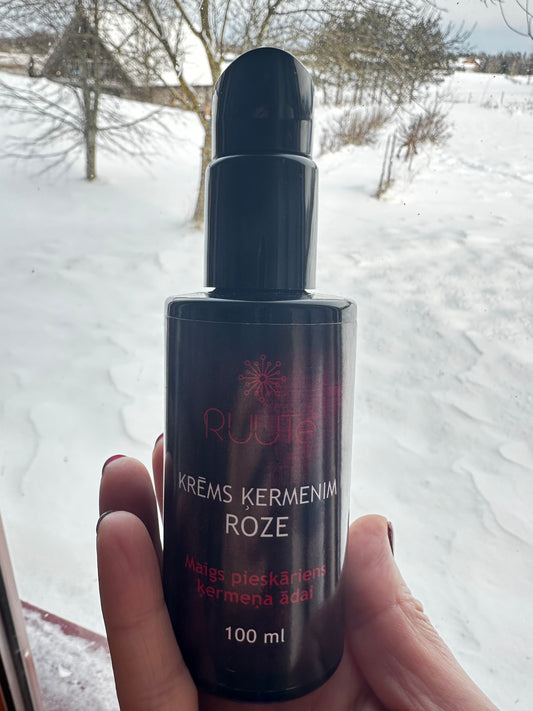 RUUTE
KRĒMS ĶERMENIM
ROZE
Maigs pieskāriens
ķermeņa ādai
100 ml